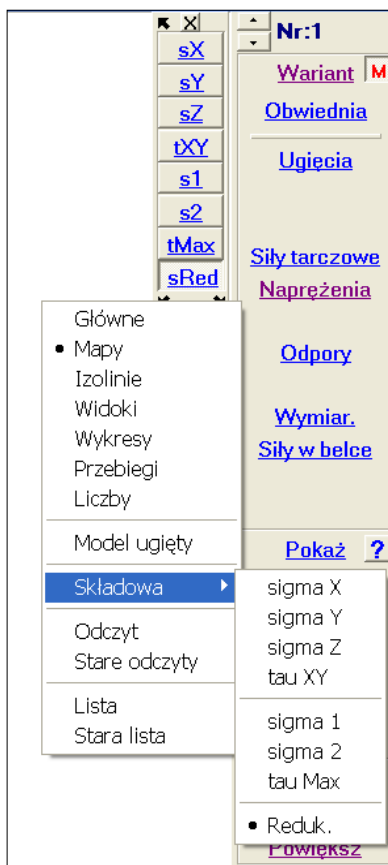 X
sX
sY
sZ
tXY
s1
s2
tMax
sRed
Nr:1
Wariant M
Obwiednia
Ugięcia
Siły tarczowe
Naprężenia
Odpory
Wymiar.
Siły w belce
Pokaż ?
Główne
Mapy
Izolinie
Widoki
Wykresy
Przebiegi
Liczby
Model ugięty
Składowa
Odczyt
Stare odczyty
Lista
Stara lista
sigma X
sigma Y
sigma Z
tau XY
sigma 1
sigma 2
tau Max
Reduk.
Powiększ